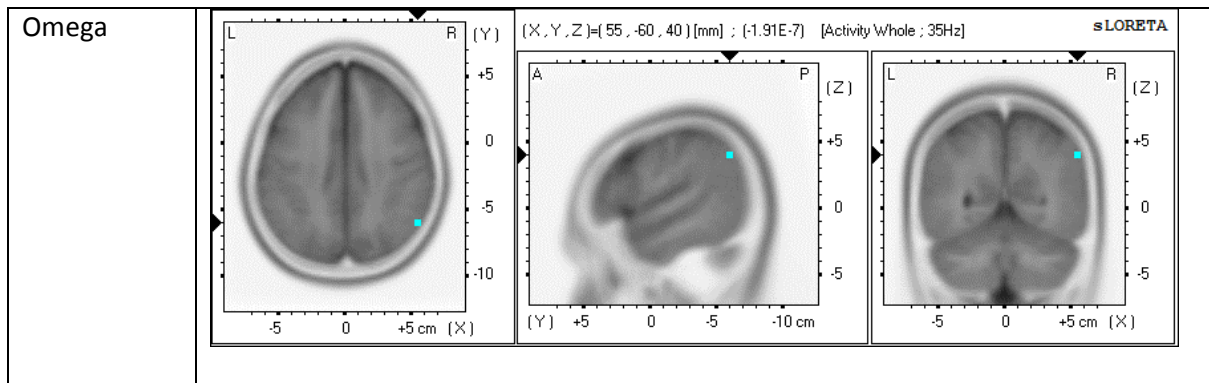 Omega
L R (Y)
+5
0
-5
-10
-5 0 +5 cm (X)
(X, Y, Z)=( 55 , -60 , 40 ) [mm] ; (-1.91E-7) [Activity Whole ; 35Hz] sLORETA
A P (Z)
+5
0
-5
(Y) +5 0 -5 -10 cm
L R (Z)
+5
0
-5
-5 0 +5 cm (X)